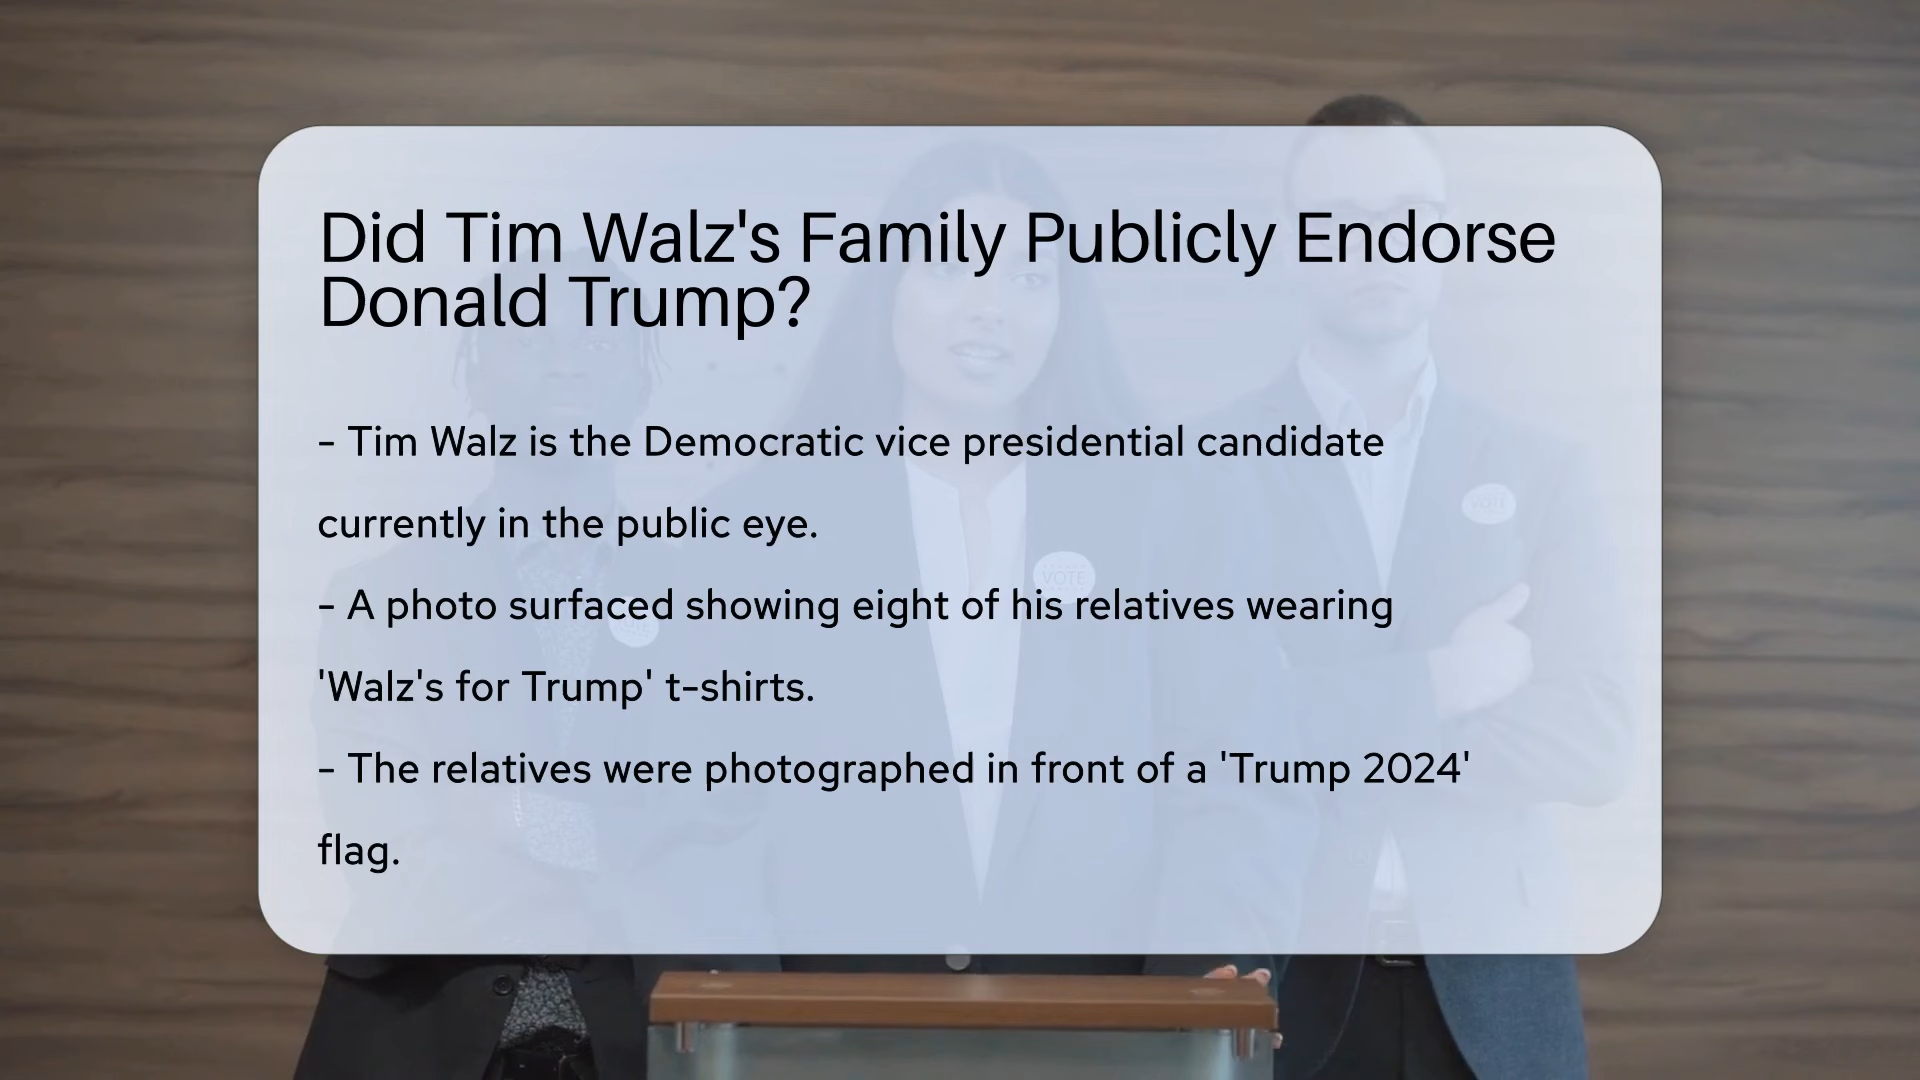 Did Tim Walz's Family Publicly Endorse
Donald Trump?
- Tim Walz is the Democratic vice presidential candidate
currently in the public eye.
- A photo surfaced showing eight of his relatives wearing
'Walz's for Trump' t-shirts.
- The relatives were photographed in front of a 'Trump 2024'
flag.
VOTE
VOTE